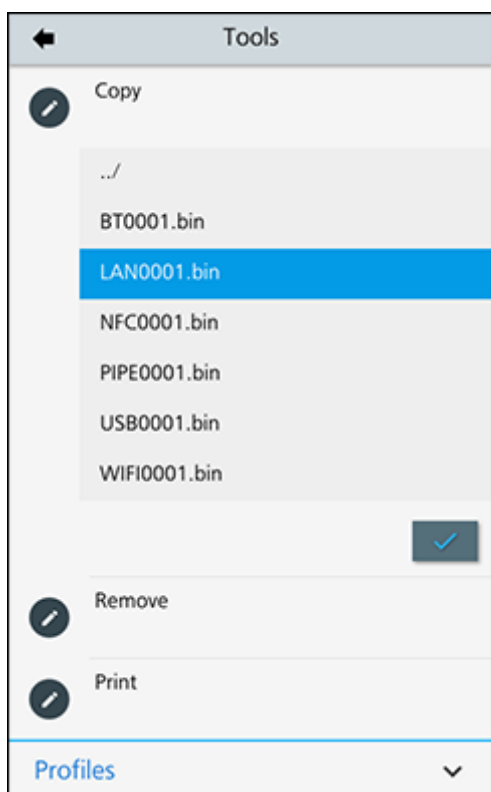 Tools
Copy
../
BT0001.bin
LAN0001.bin
NFC0001.bin
PIPE0001.bin
USB0001.bin
WIFI0001.bin
Remove
Print
Profiles